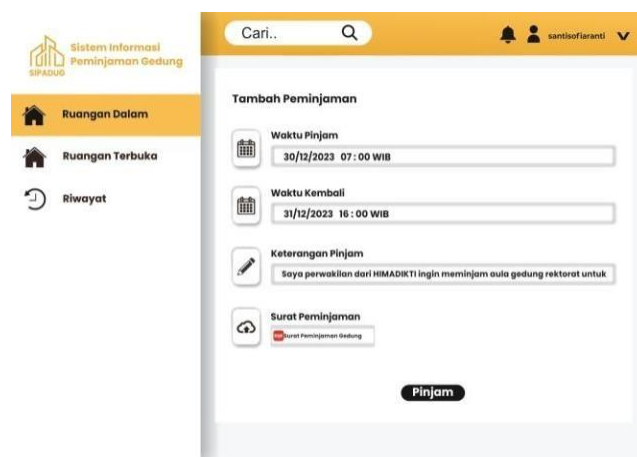 SIPADUG
Sistem Informasi
Peminjaman Gedung
Cari..
santisofiaranti
Ruangan Dalam
Ruangan Terbuka
Riwayat
Tambah Peminjaman
Waktu Pinjam
30/12/2023 07:00 WIB
Waktu Kembali
31/12/2023 16:00 WIB
Keterangan Pinjam
Saya perwakilan dari HIMADIKTI ingin meminjam aula gedung rektorat untuk
Surat Peminjaman
Surat Peminjaman Gedung
Pinjam